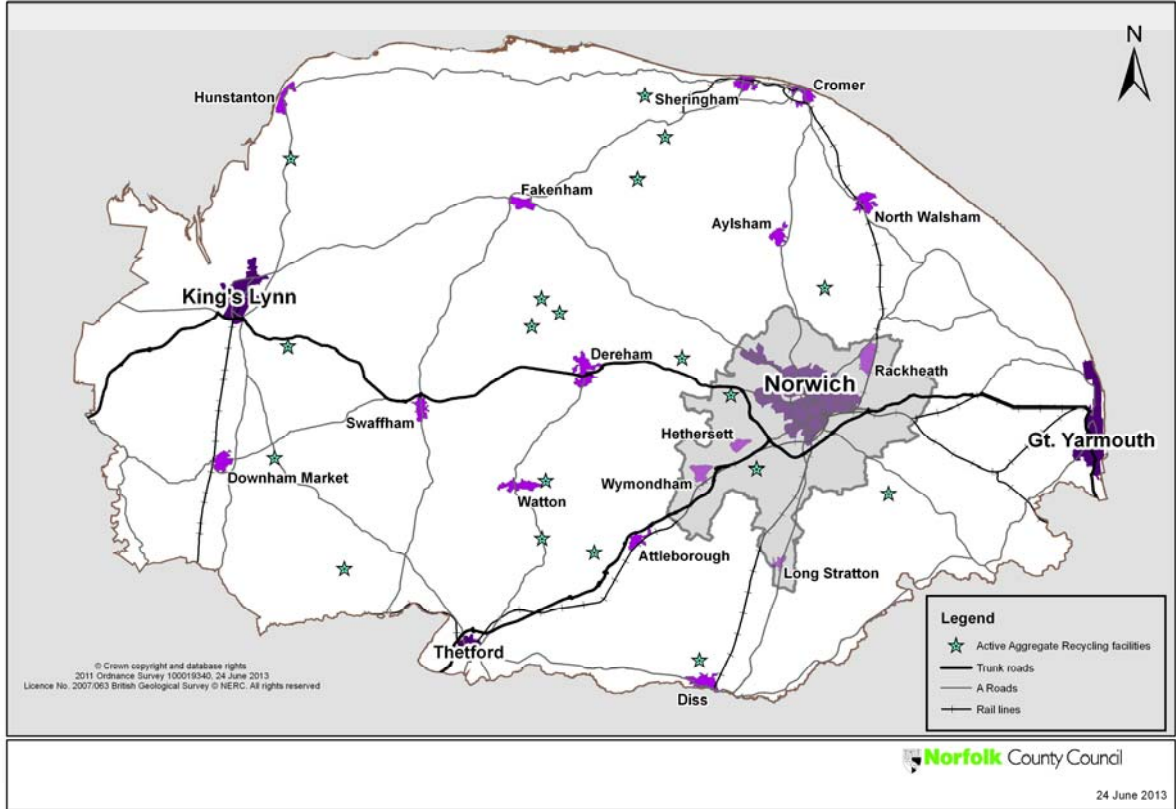 N
Hunstanton
Sheringham
Cromer
Fakenham
North Walsham
Aylsham
King's Lynn
Dereham
Norwich
Rackheath
Swaffham
Hethersett
Gt. Yarmouth
Downham Market
Wymondham
Watton
Attleborough
Long Stratton
Thetford
Diss
© Crown copyright and database rights
2011 Ordnance Survey 100019340, 24 June 2013
Licence No. 2007/063 British Geological Survey © NERC. All rights reserved
Legend
Active Aggregate Recycling facilities
Trunk roads
A Roads
Rail lines
Norfolk County Council
24 June 2013